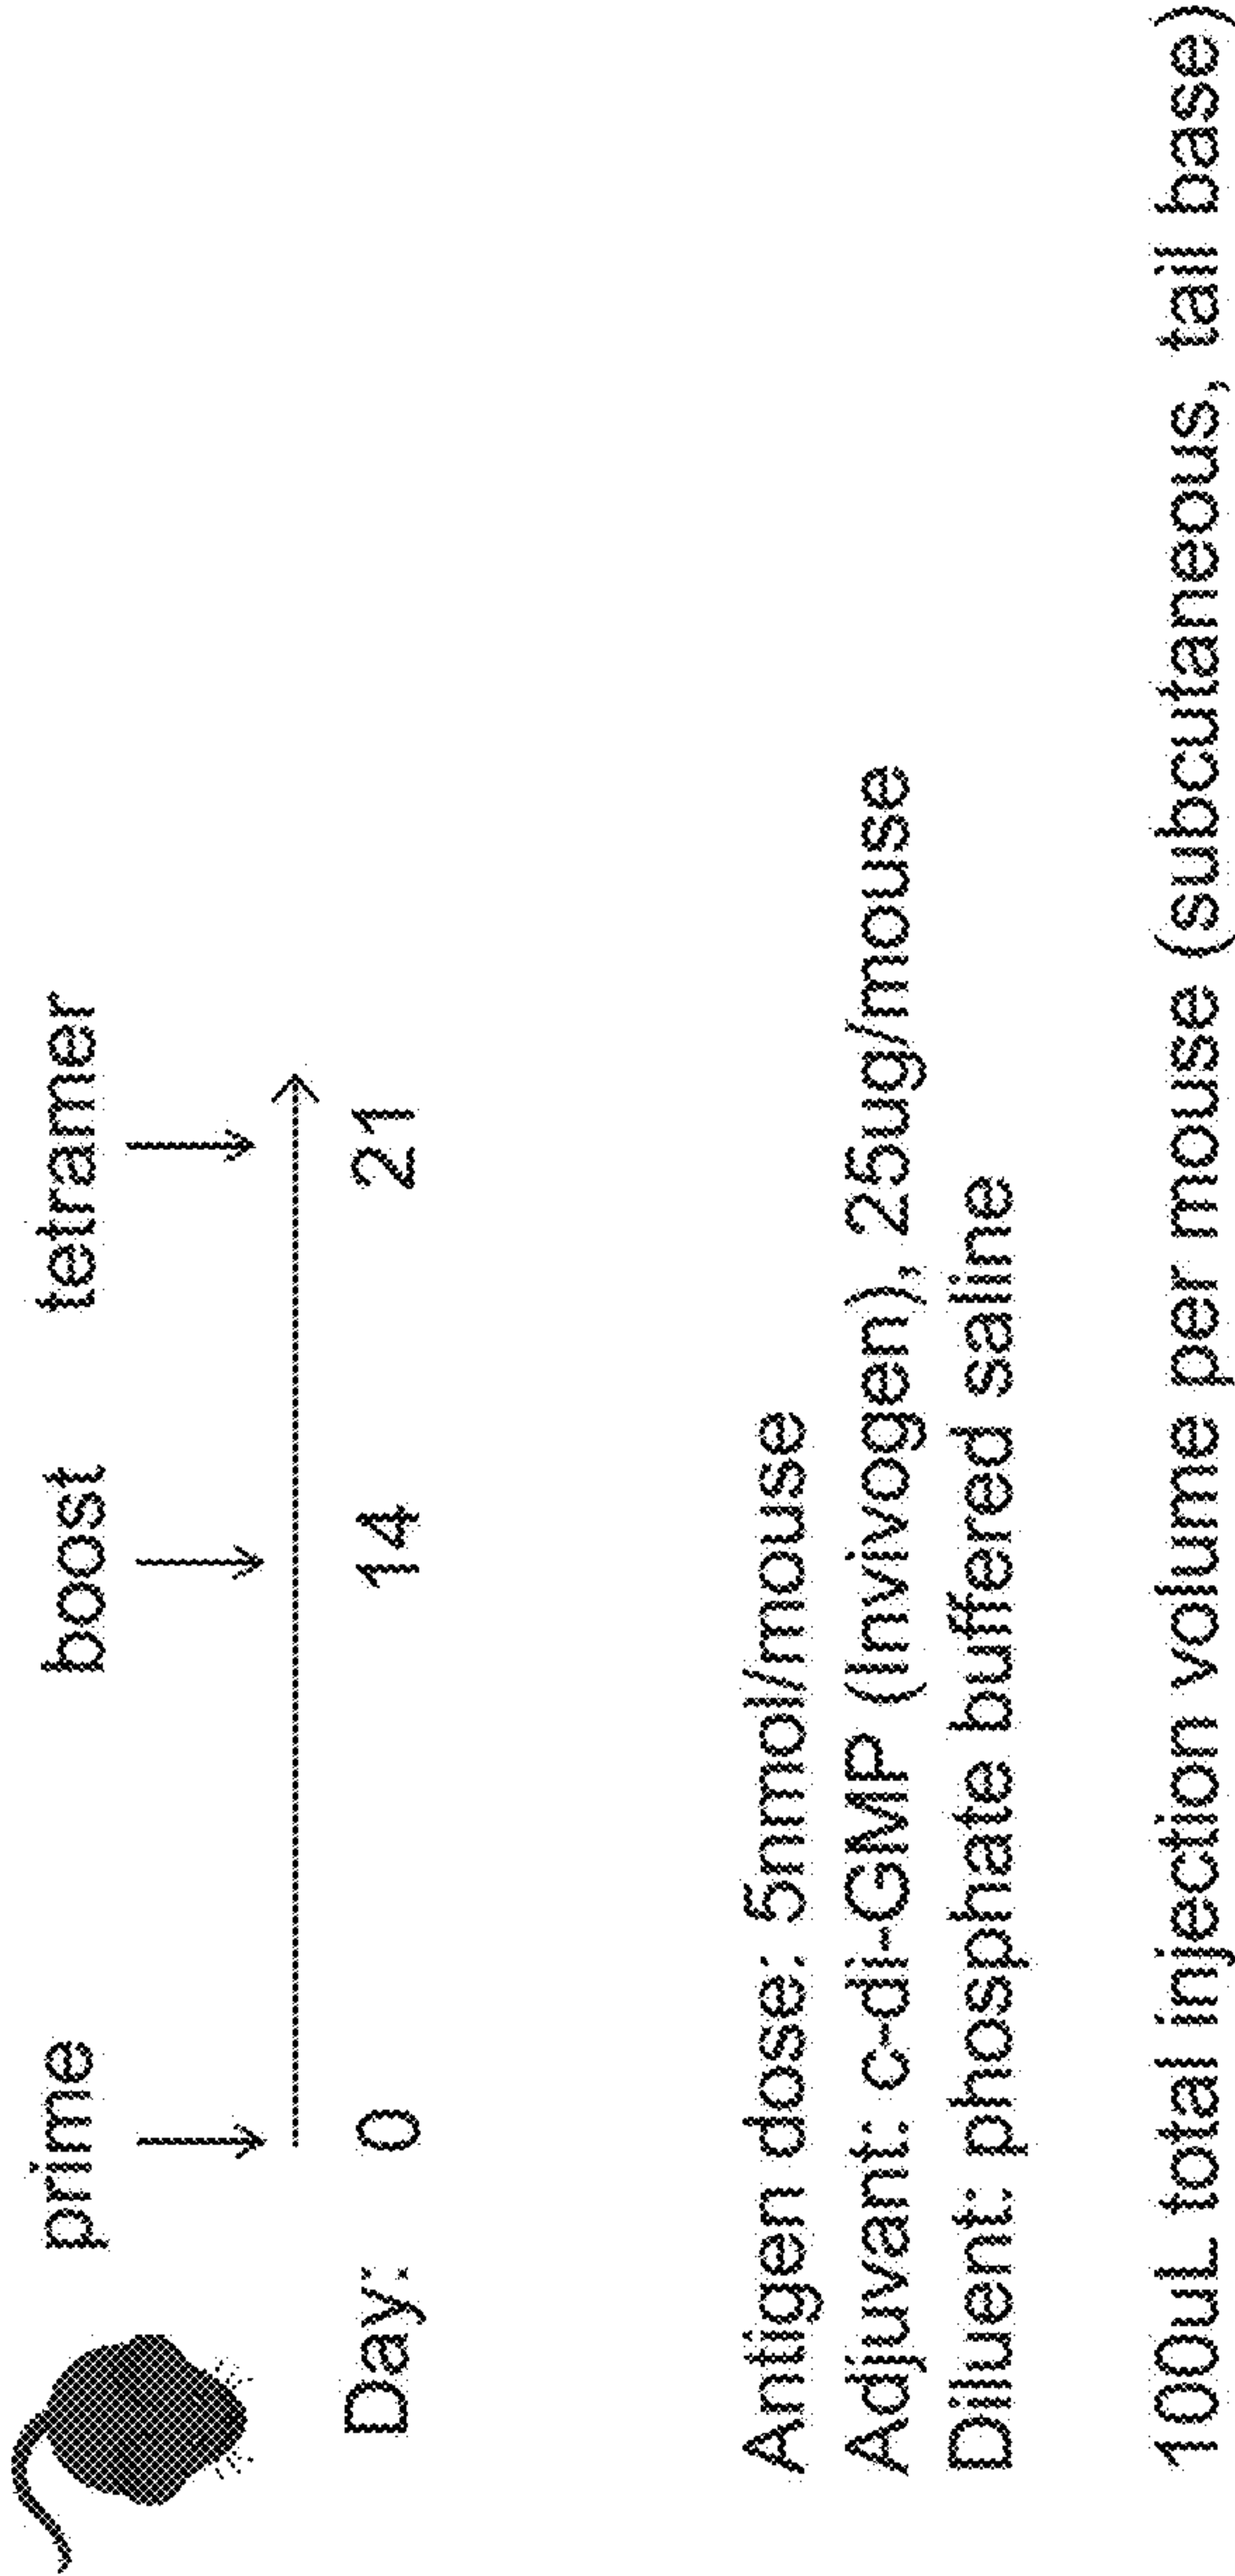 prime boost tetramer
Day: 0 14 21
Antigen dose: 5nmol/mouse
Adjuvant: c-di-GMP (Invivogen), 25ug/mouse
Diluent: phosphate buffered saline
100uL total injection volume per mouse (subcutaneous, tail base)